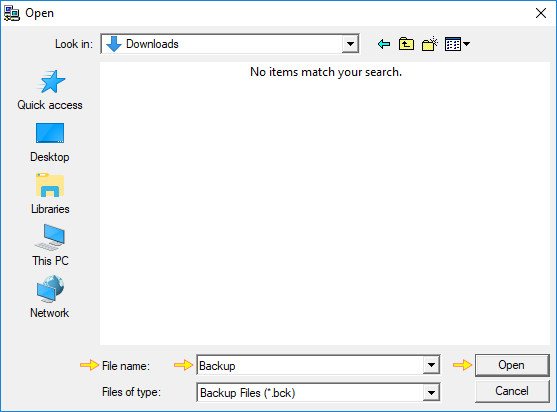 Open
Look in: Downloads
No items match your search.
Quick access
Desktop
Libraries
This PC
Network
File name: Backup Open
Files of type: Backup Files (*.bck) Cancel